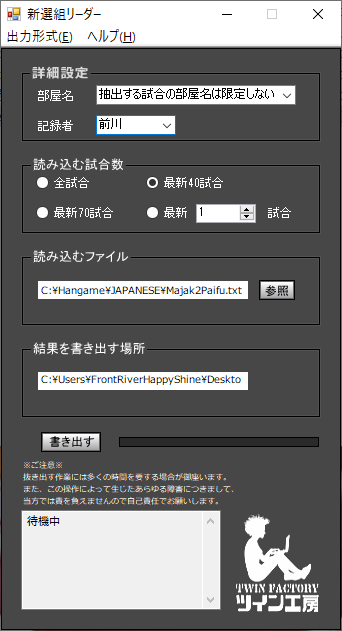 新選組リーダー
出力形式(E) ヘルプ(H)
詳細設定
部屋名 抽出する試合の部屋名は限定しない
記録者 前川
読み込む試合数
全試合 最新40試合
最新70試合 最新 1 試合
読み込むファイル
C:¥Hangame¥JAPANESE¥Majak2Paifu.txt 参照
結果を書き出す場所
C:¥Users¥FrontRiverHappyShine¥Deskto
書き出す
※ご注意※
抜き出す作業には多くの時間を要する場合が御座います。
また、この操作によって生じたあらゆる障害につきまして、
当方では責を負えませんので自己責任でお願いします。
待機中
TWIN FACTORY
ツイン工房